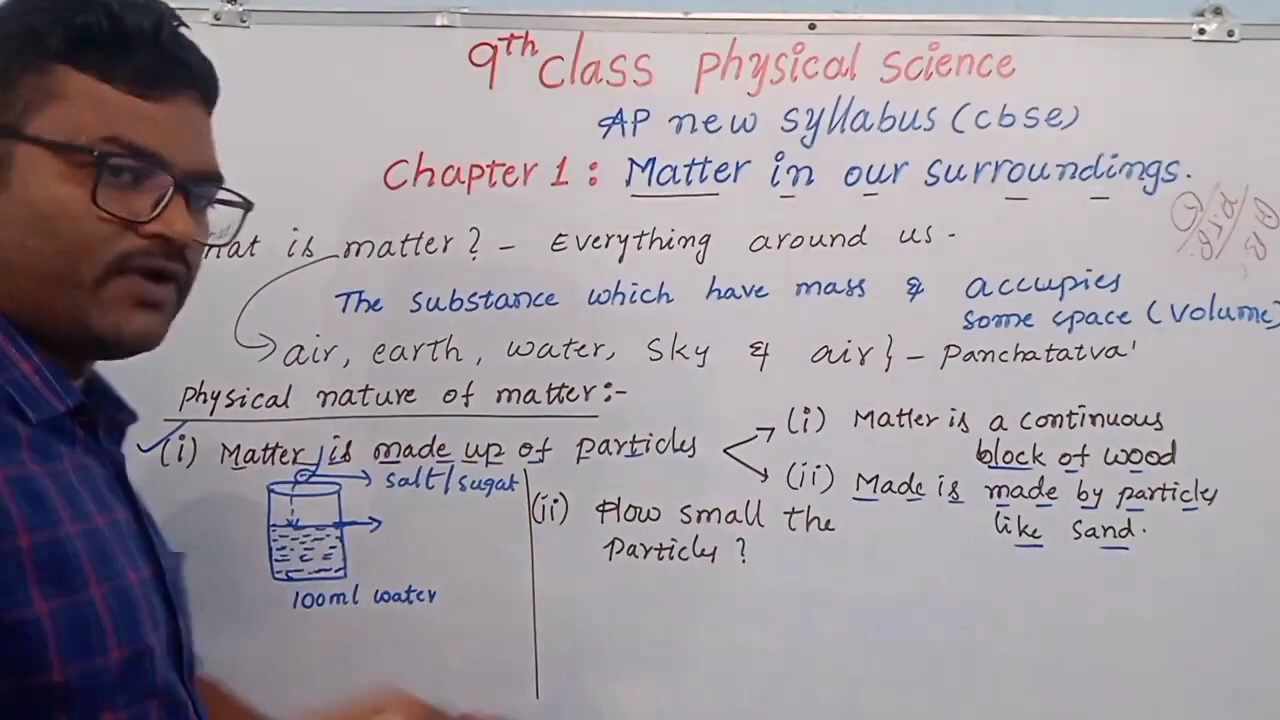 9th class physical science
AP new syllabus (cbse)
Chapter 1 : Matter in our surroundings.
hat is matter? - Everything around us -
The substance which have mass & accupies
some space (volume)
air, earth, water, sky & air} - Panchatatva'
physical nature of matter:-
(i) Matter is made up of particles
(i) Matter is a continuous
block of wood
(ii) Made is made by particles
like sand.
salt/sugar
100ml water
(ii) How small the
particles?